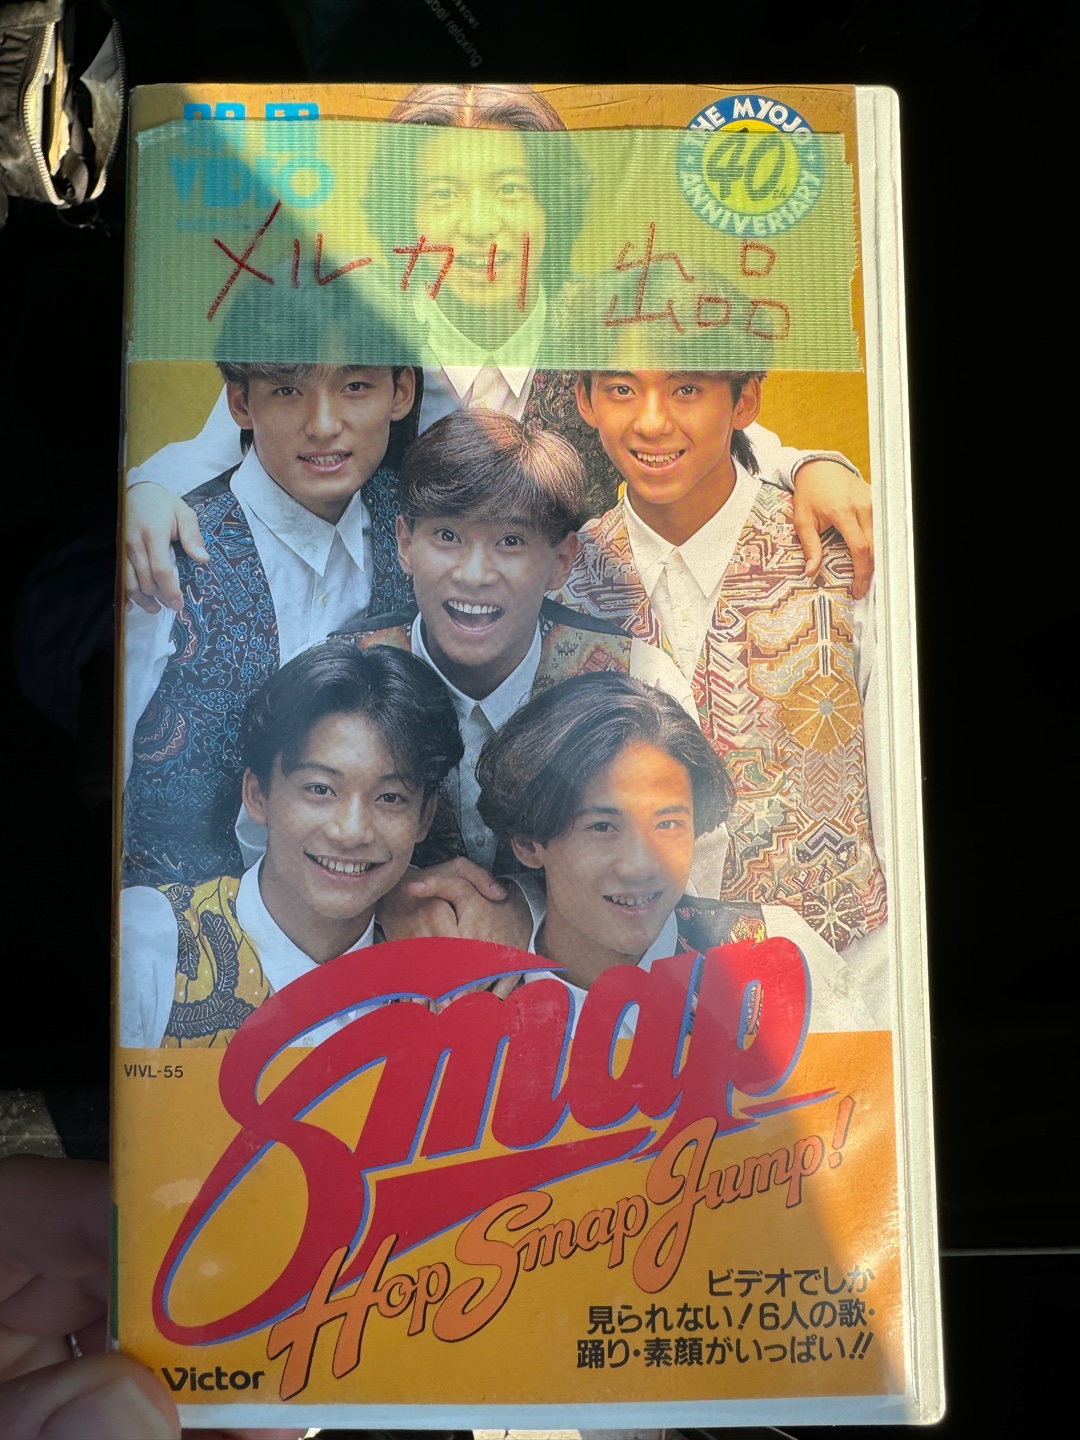 明星
VIDEO
THE MYOJO
40th
ANNIVERSARY
メルカリ出品
VIVL-55
Smap
Hop Smap Jump!
ビデオでしか
見られない!6人の歌・
踊り・素顔がいっぱい!!
Victor